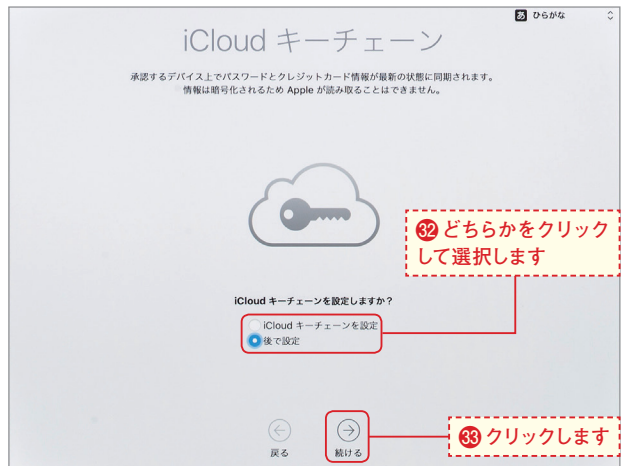 あ ひらがな
iCloud キーチェーン
承認するデバイス上でパスワードとクレジットカード情報が最新の状態に同期されます。
情報は暗号化されるため Apple が読み取ることはできません。
㉜ どちらかをクリック
して選択します
iCloud キーチェーンを設定しますか？
iCloud キーチェーンを設定
後で設定
戻る
続ける
㉝ クリックします